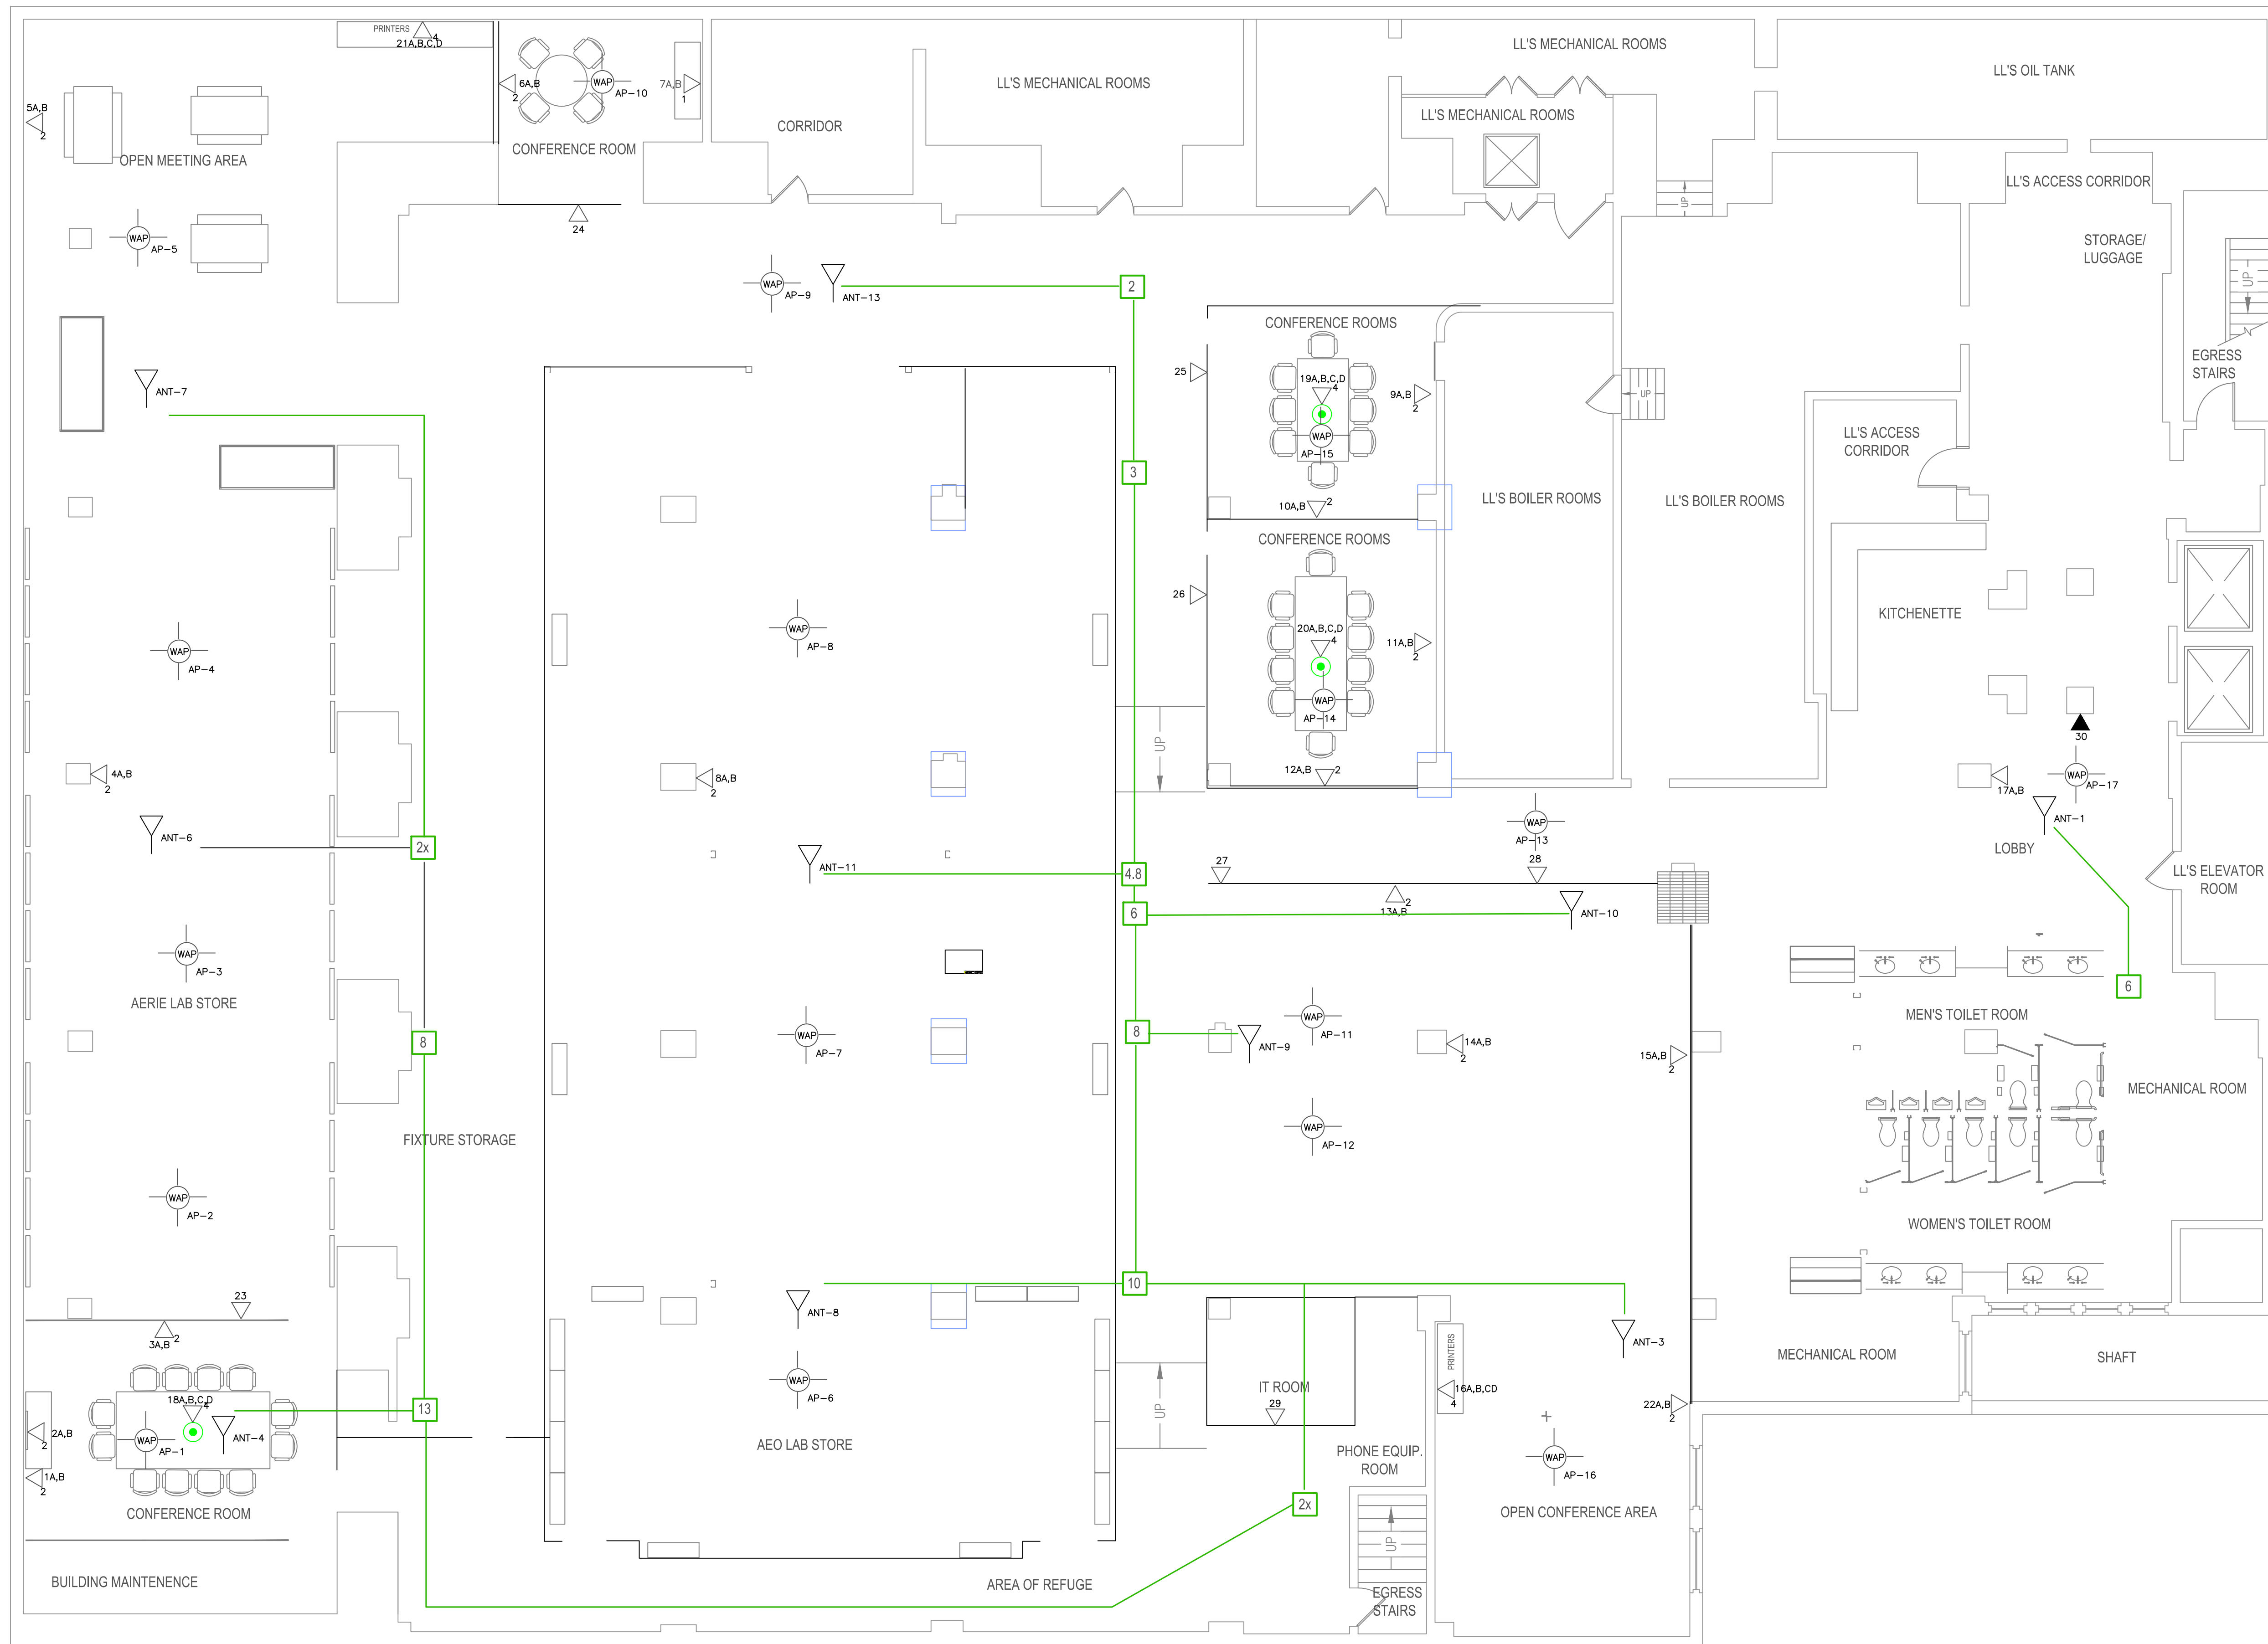 PRINTERS
4
21A,B,C,D
6A,B
2
WAP
AP-10
7A,B
1
CONFERENCE ROOM
24
5A,B
2
OPEN MEETING AREA
WAP
AP-5
CORRIDOR
LL'S MECHANICAL ROOMS
LL'S MECHANICAL ROOMS
LL'S MECHANICAL ROOMS
LL'S OIL TANK
UP
LL'S ACCESS CORRIDOR
STORAGE/
LUGGAGE
UP
N
EGRESS
STAIRS
WAP
AP-9
ANT-13
2
ANT-7
3
CONFERENCE ROOMS
25
19A,B,C,D
4
WAP
AP-15
9A,B
2
10A,B
2
UP
LL'S ACCESS
CORRIDOR
LL'S BOILER ROOMS
LL'S BOILER ROOMS
CONFERENCE ROOMS
26
20A,B,C,D
4
WAP
AP-14
11A,B
2
12A,B
2
KITCHENETTE
30
WAP
AP-17
17A,B
ANT-1
LOBBY
LL'S ELEVATOR
ROOM
WAP
AP-4
WAP
AP-8
4A,B
2
8A,B
2
UP
ANT-6
2x
ANT-11
4.8
6
WAP
AP-13
27
28
2
13A,B
ANT-10
WAP
AP-3
AERIE LAB STORE
8
WAP
AP-7
8
ANT-9
WAP
AP-11
14A,B
2
15A,B
2
6
MEN'S TOILET ROOM
MECHANICAL ROOM
FIXTURE STORAGE
WAP
AP-12
WAP
AP-2
WOMEN'S TOILET ROOM
23
2
3A,B
10
ANT-8
ANT-3
WAP
AP-6
IT ROOM
29
PRINTERS
16A,B,CD
4
22A,B
2
MECHANICAL ROOM
SHAFT
18A,B,C,D
4
13
2A,B
2
WAP
AP-1
ANT-4
1A,B
2
CONFERENCE ROOM
AEO LAB STORE
UP
PHONE EQUIP.
ROOM
WAP
AP-16
2x
OPEN CONFERENCE AREA
UP
BUILDING MAINTENENCE
AREA OF REFUGE
EGRESS
STAIRS